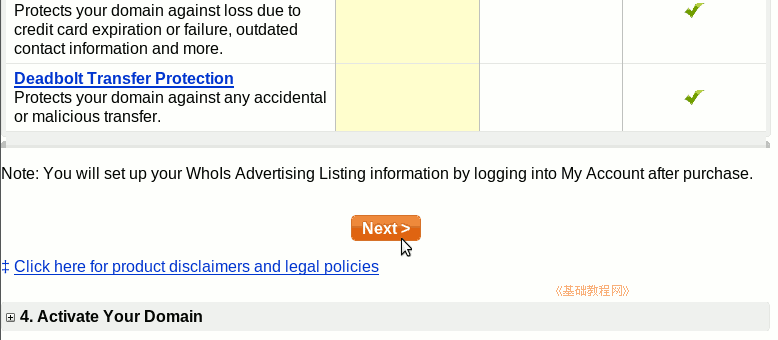 Protects your domain against loss due to
credit card expiration or failure, outdated
contact information and more.
Deadbolt Transfer Protection
Protects your domain against any accidental
or malicious transfer.
Note: You will set up your WhoIs Advertising Listing information by logging into My Account after purchase.
Next >
‡ Click here for product disclaimers and legal policies
《基础教程网》
4. Activate Your Domain